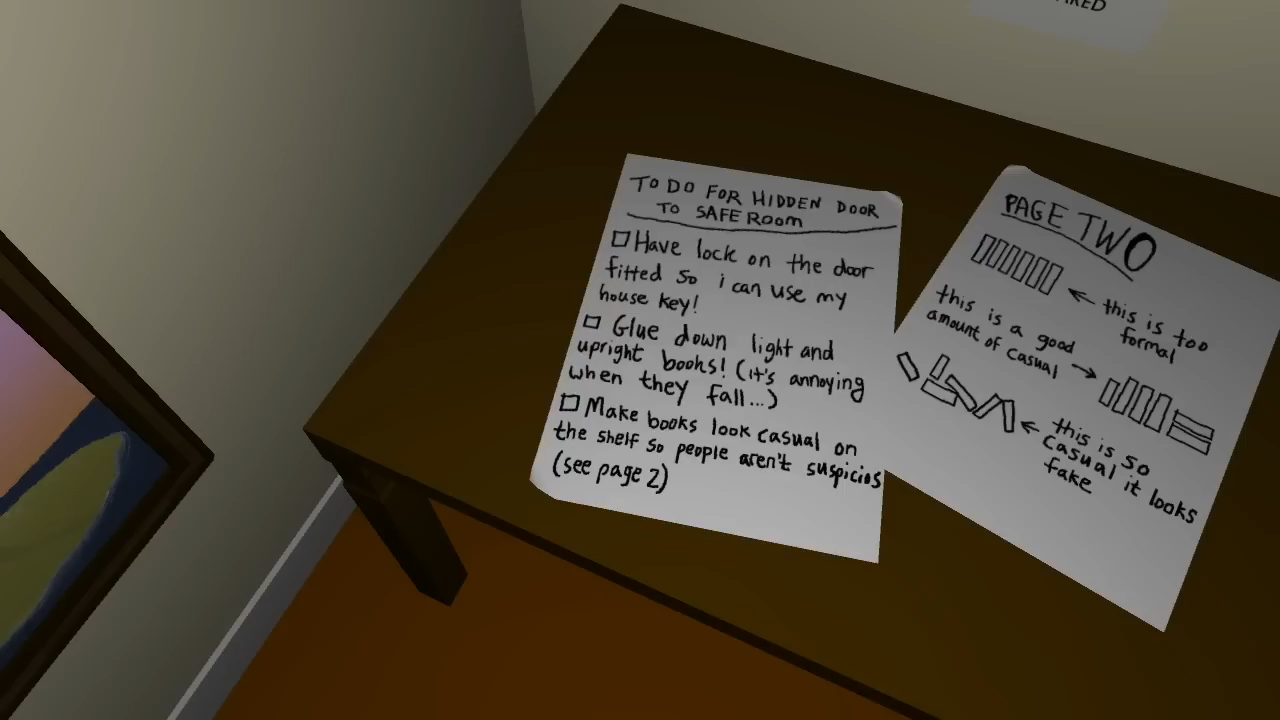 TO DO FOR HIDDEN DOOR
TO SAFE ROOM
Have lock on the door
fitted so i can use my
house key!
Glue down light and
upright books! (it's annoying
when they fall...)
Make books look casual on
the shelf so people aren't suspicios
(see page 2)
PAGE TWO
this is too
formal
this is a good
amount of casual
this is so
casual it looks
fake